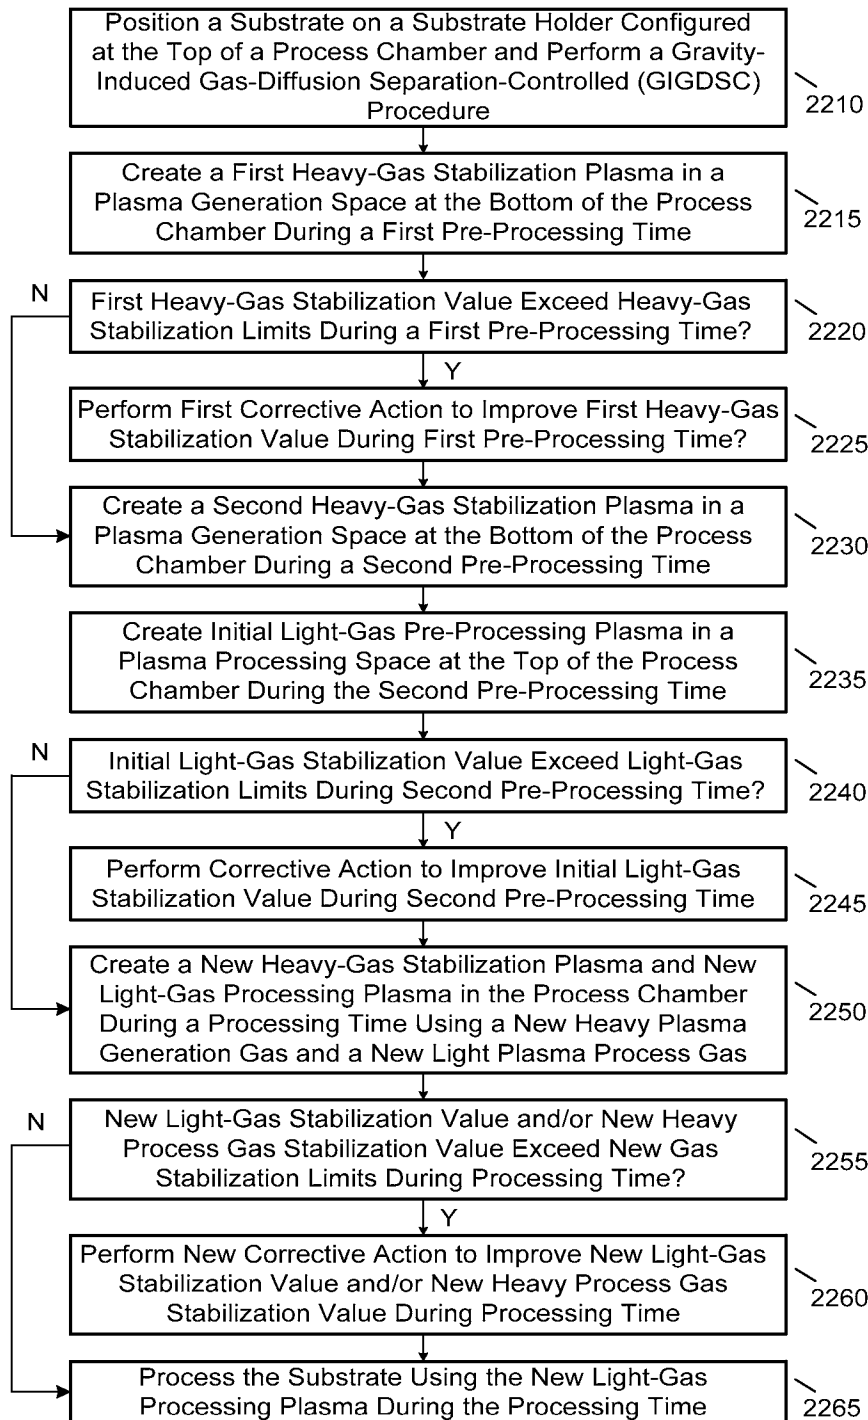 Position a Substrate on a Substrate Holder Configured
at the Top of a Process Chamber and Perform a Gravity-
Induced Gas-Diffusion Separation-Controlled (GIGDSC)
Procedure
2210
Create a First Heavy-Gas Stabilization Plasma in a
Plasma Generation Space at the Bottom of the Process
Chamber During a First Pre-Processing Time
2215
N
First Heavy-Gas Stabilization Value Exceed Heavy-Gas
Stabilization Limits During a First Pre-Processing Time?
2220
Y
Perform First Corrective Action to Improve First Heavy-Gas
Stabilization Value During First Pre-Processing Time?
2225
Create a Second Heavy-Gas Stabilization Plasma in a
Plasma Generation Space at the Bottom of the Process
Chamber During a Second Pre-Processing Time
2230
Create Initial Light-Gas Pre-Processing Plasma in a
Plasma Processing Space at the Top of the Process
Chamber During the Second Pre-Processing Time
2235
N
Initial Light-Gas Stabilization Value Exceed Light-Gas
Stabilization Limits During Second Pre-Processing Time?
2240
Y
Perform Corrective Action to Improve Initial Light-Gas
Stabilization Value During Second Pre-Processing Time
2245
Create a New Heavy-Gas Stabilization Plasma and New
Light-Gas Processing Plasma in the Process Chamber
During a Processing Time Using a New Heavy Plasma
Generation Gas and a New Light Plasma Process Gas
2250
N
New Light-Gas Stabilization Value and/or New Heavy
Process Gas Stabilization Value Exceed New Gas
Stabilization Limits During Processing Time?
2255
Y
Perform New Corrective Action to Improve New Light-Gas
Stabilization Value and/or New Heavy Process Gas
Stabilization Value During Processing Time
2260
Process the Substrate Using the New Light-Gas
Processing Plasma During the Processing Time
2265